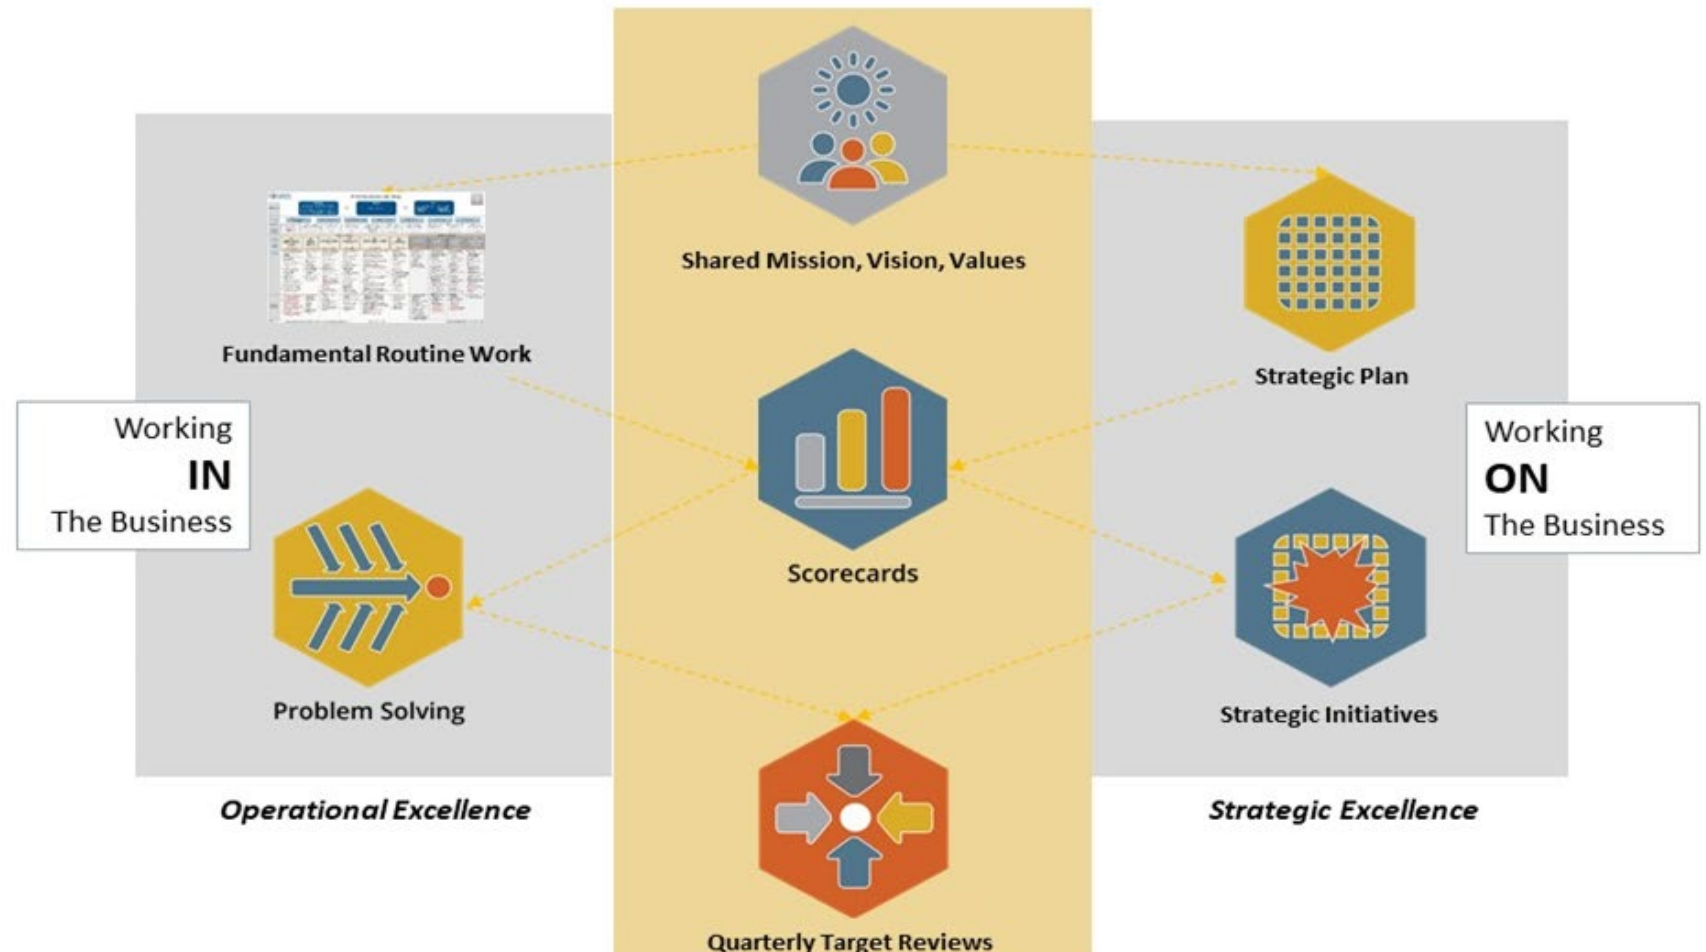 Shared Mission, Vision, Values
Fundamental Routine Work
Strategic Plan
Working
IN
The Business
Working
ON
The Business
Scorecards
Problem Solving
Strategic Initiatives
Operational Excellence
Strategic Excellence
Quarterly Target Reviews